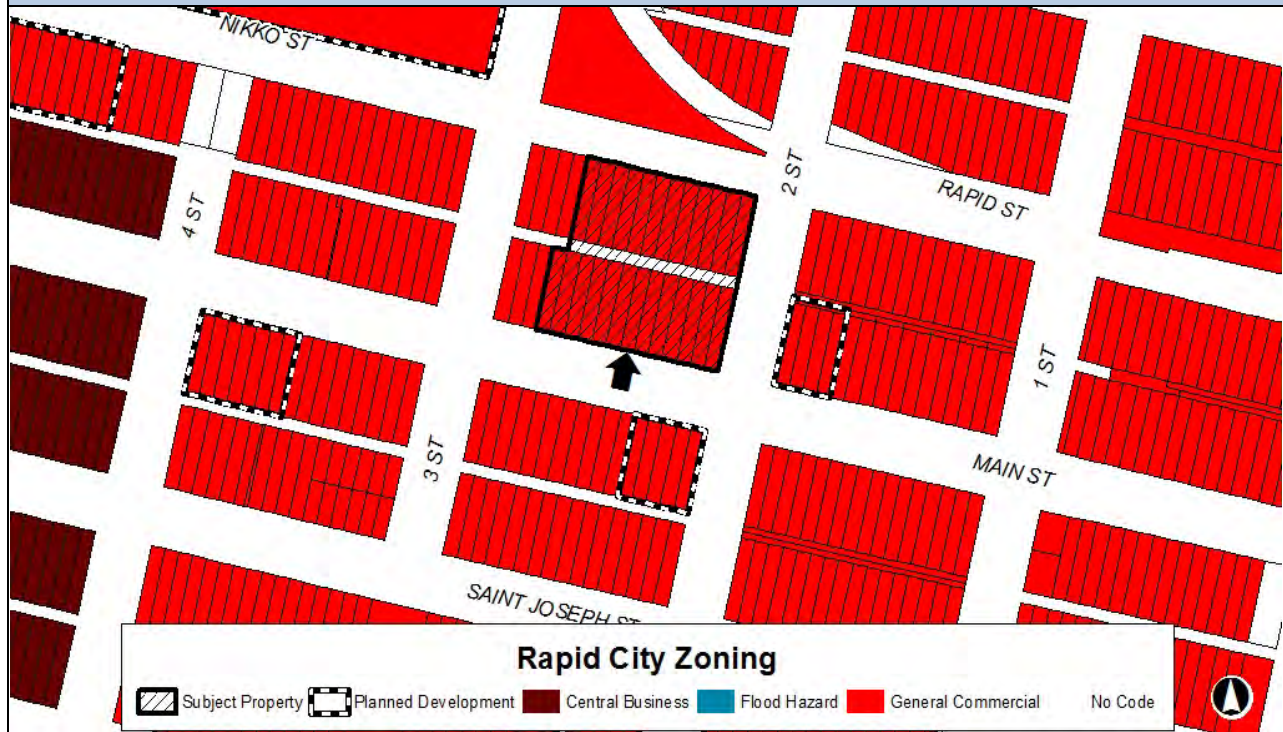 NIKKO ST
2 ST
RAPID ST
4 ST
1 ST
3 ST
MAIN ST
SAINT JOSEPH ST
Rapid City Zoning
Subject Property Planned Development Central Business Flood Hazard General Commercial No Code